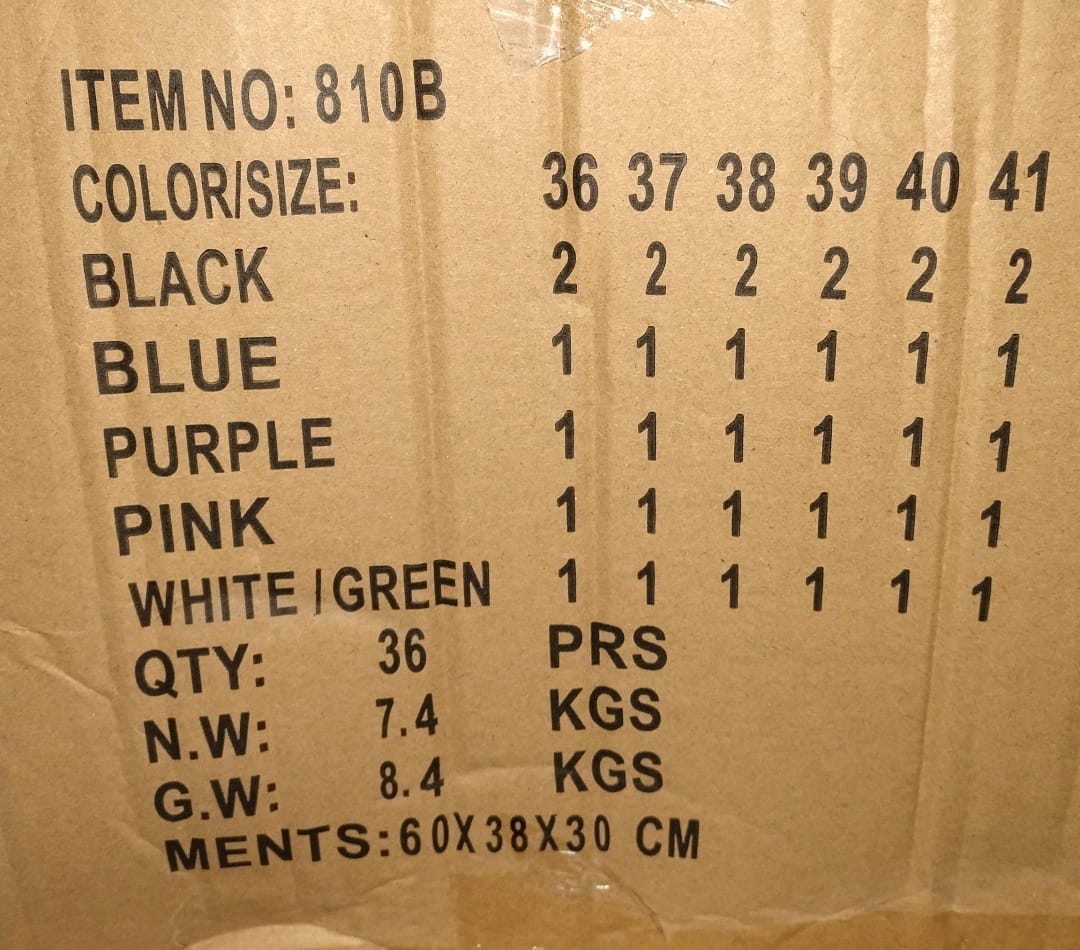 ITEM NO: 810B
COLOR/SIZE: 36 37 38 39 40 41
BLACK 2 2 2 2 2 2
BLUE 1 1 1 1 1 1
PURPLE 1 1 1 1 1 1
PINK 1 1 1 1 1 1
WHITE/GREEN 1 1 1 1 1 1
QTY: 36 PRS
N.W: 7.4 KGS
G.W: 8.4 KGS
MENTS:60X38X30 CM